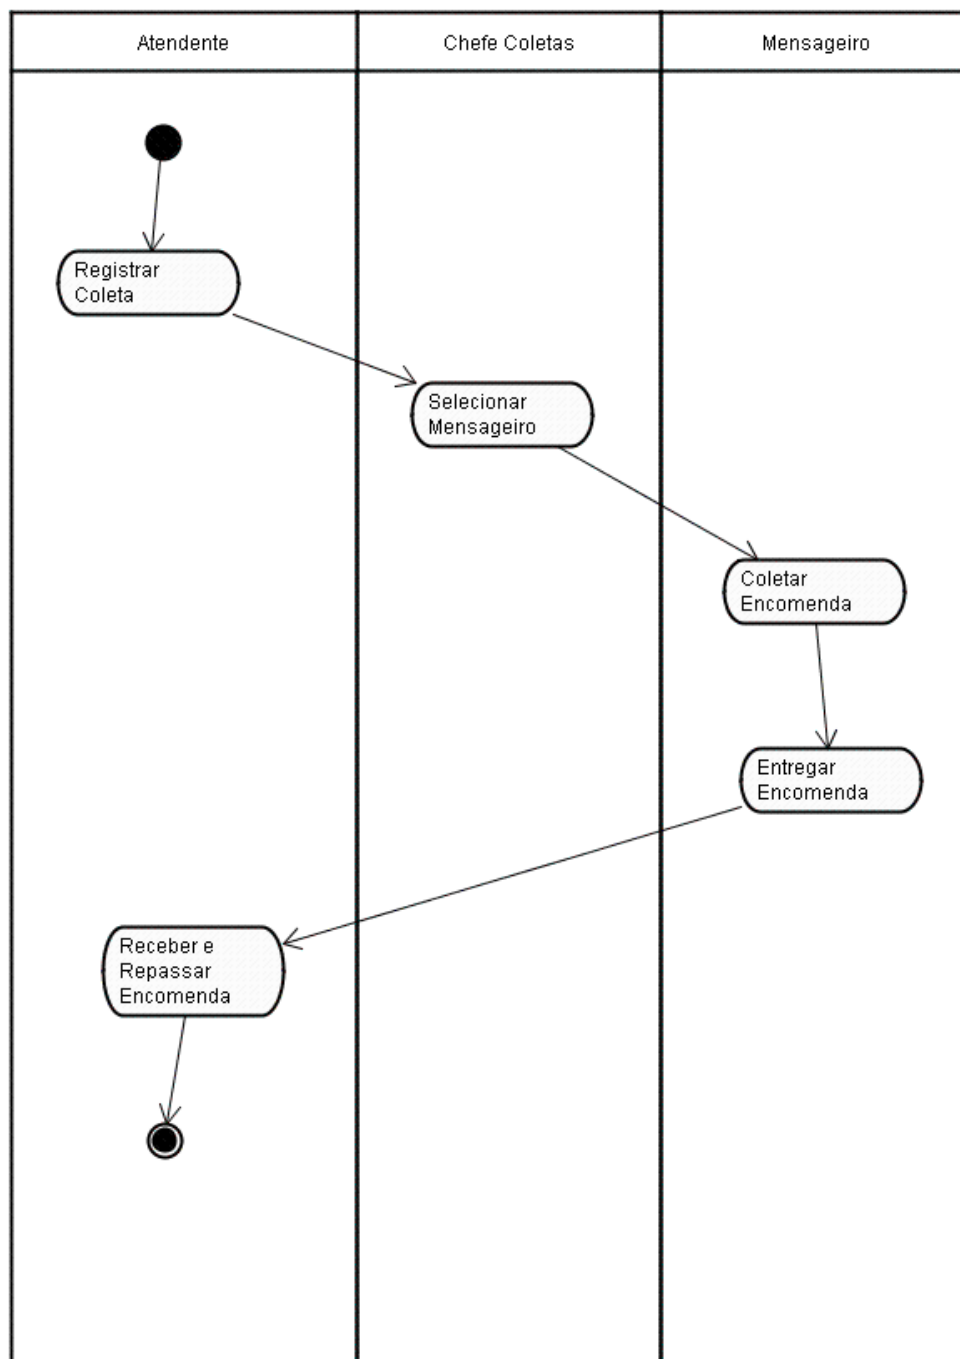 Atendente
Chefe Coletas
Mensageiro
Registrar
Coleta
Selecionar
Mensageiro
Coletar
Encomenda
Entregar
Encomenda
Receber e
Repassar
Encomenda